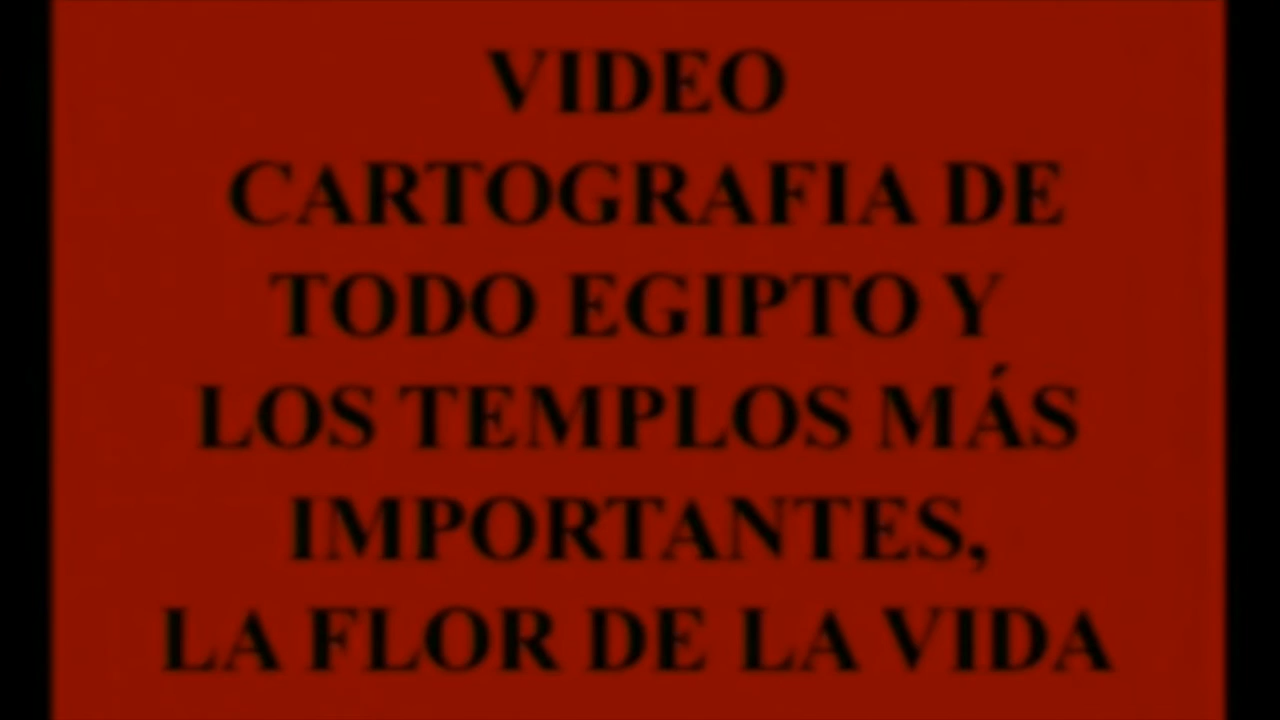 VIDEO
CARTOGRAFIA DE
TODO EGIPTO Y
LOS TEMPLOS MÁS
IMPORTANTES,
LA FLOR DE LA VIDA